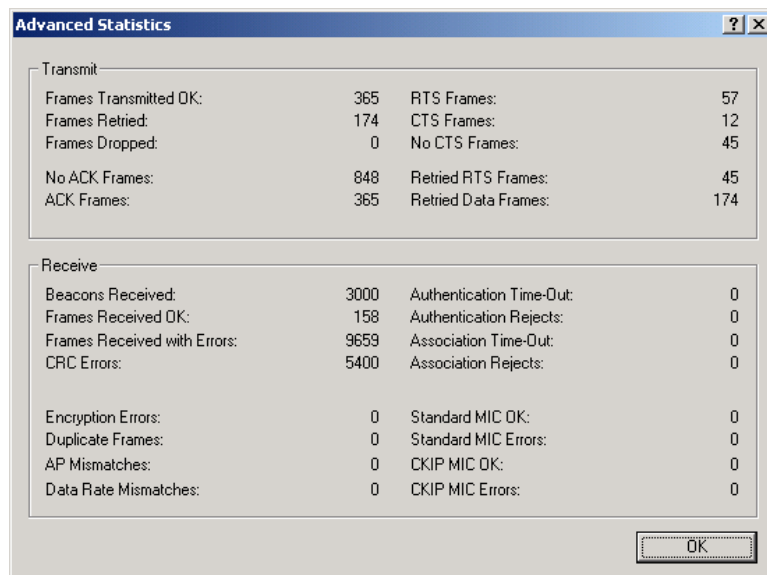 Advanced Statistics
Transmit
Frames Transmitted OK: 365 RTS Frames: 57
Frames Retried: 174 CTS Frames: 12
Frames Dropped: 0 No CTS Frames: 45
No ACK Frames: 848 Retried RTS Frames: 45
ACK Frames: 365 Retried Data Frames: 174
Receive
Beacons Received: 3000 Authentication Time-Out: 0
Frames Received OK: 158 Authentication Rejects: 0
Frames Received with Errors: 9659 Association Time-Out: 0
CRC Errors: 5400 Association Rejects: 0
Encryption Errors: 0 Standard MIC OK: 0
Duplicate Frames: 0 Standard MIC Errors: 0
AP Mismatches: 0 CKIP MIC OK: 0
Data Rate Mismatches: 0 CKIP MIC Errors: 0
OK